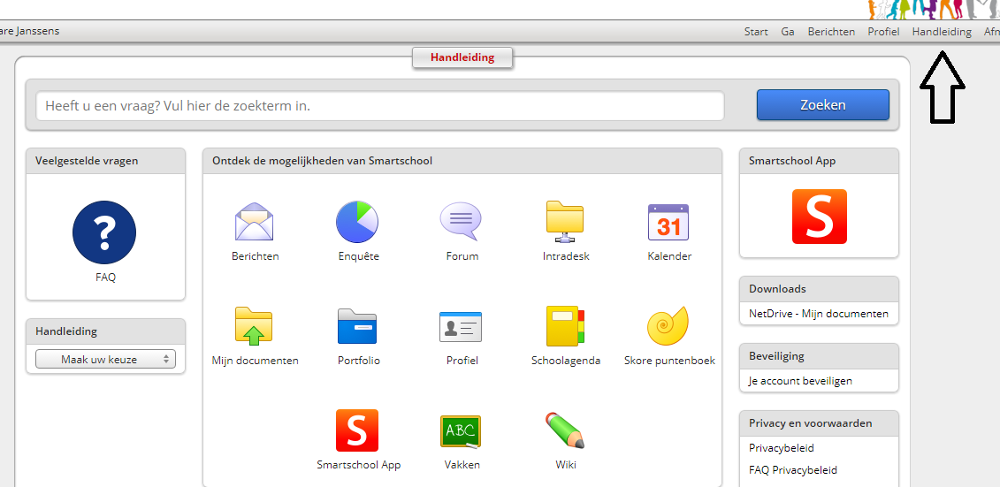 Janssens
Start Ga Berichten Profiel Handleiding
Handleiding
Heeft u een vraag? Vul hier de zoekterm in.
Zoeken
Veelgestelde vragen
?
FAQ
Handleiding
Maak uw keuze
Ontdek de mogelijkheden van Smartschool
31
Berichten Enquête Forum Intradesk Kalender
Mijn documenten Portfolio Profiel Schoolagenda Skore puntenboek
S
ABC
Smartschool App Vakken Wiki
Smartschool App
S
Downloads
NetDrive - Mijn documenten
Beveiliging
Je account beveiligen
Privacy en voorwaarden
Privacybeleid
FAQ Privacybeleid